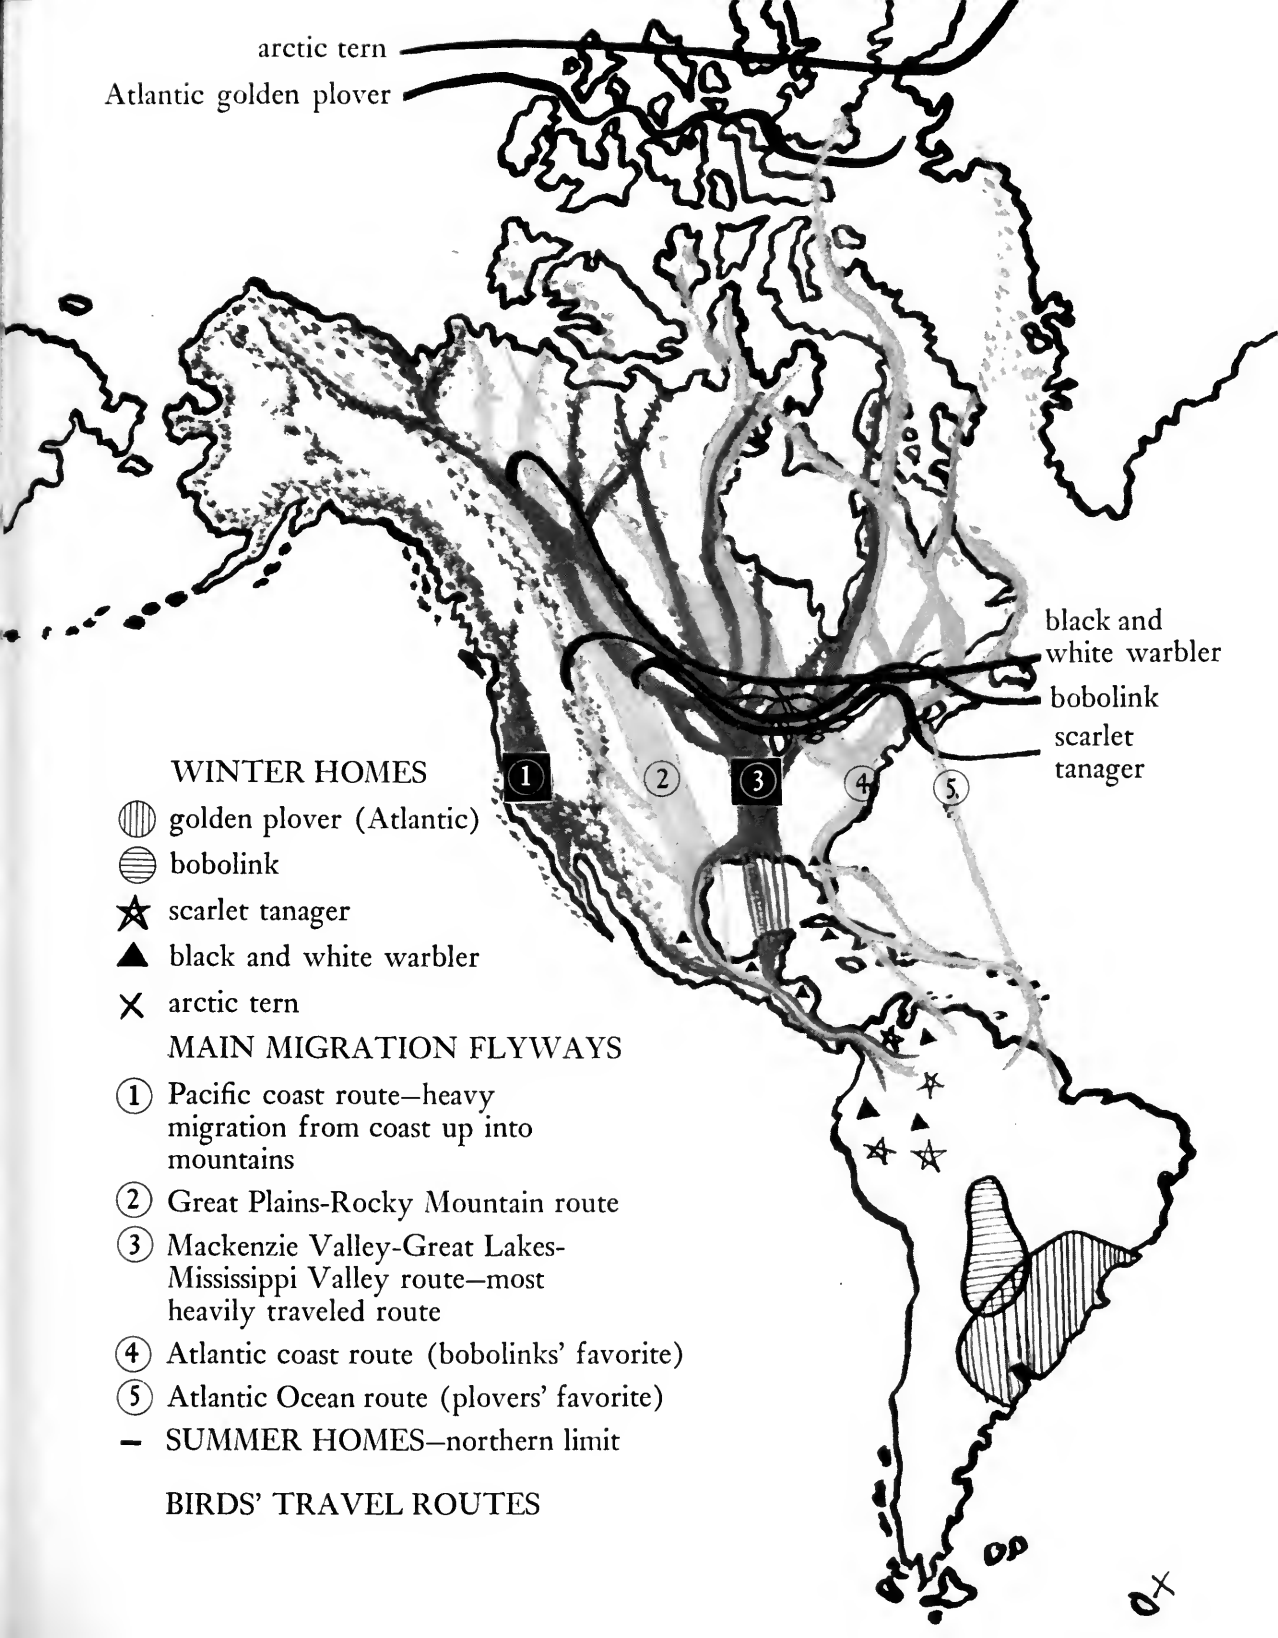 arctic tern
Atlantic golden plover
black and
white warbler
bobolink
scarlet
tanager
1
2
3
4
5.
WINTER HOMES
golden plover (Atlantic)
bobolink
scarlet tanager
black and white warbler
arctic tern
MAIN MIGRATION FLYWAYS
1 Pacific coast route—heavy
migration from coast up into
mountains
2 Great Plains-Rocky Mountain route
3 Mackenzie Valley-Great Lakes-
Mississippi Valley route—most
heavily traveled route
4 Atlantic coast route (bobolinks' favorite)
5 Atlantic Ocean route (plovers' favorite)
— SUMMER HOMES—northern limit
BIRDS' TRAVEL ROUTES